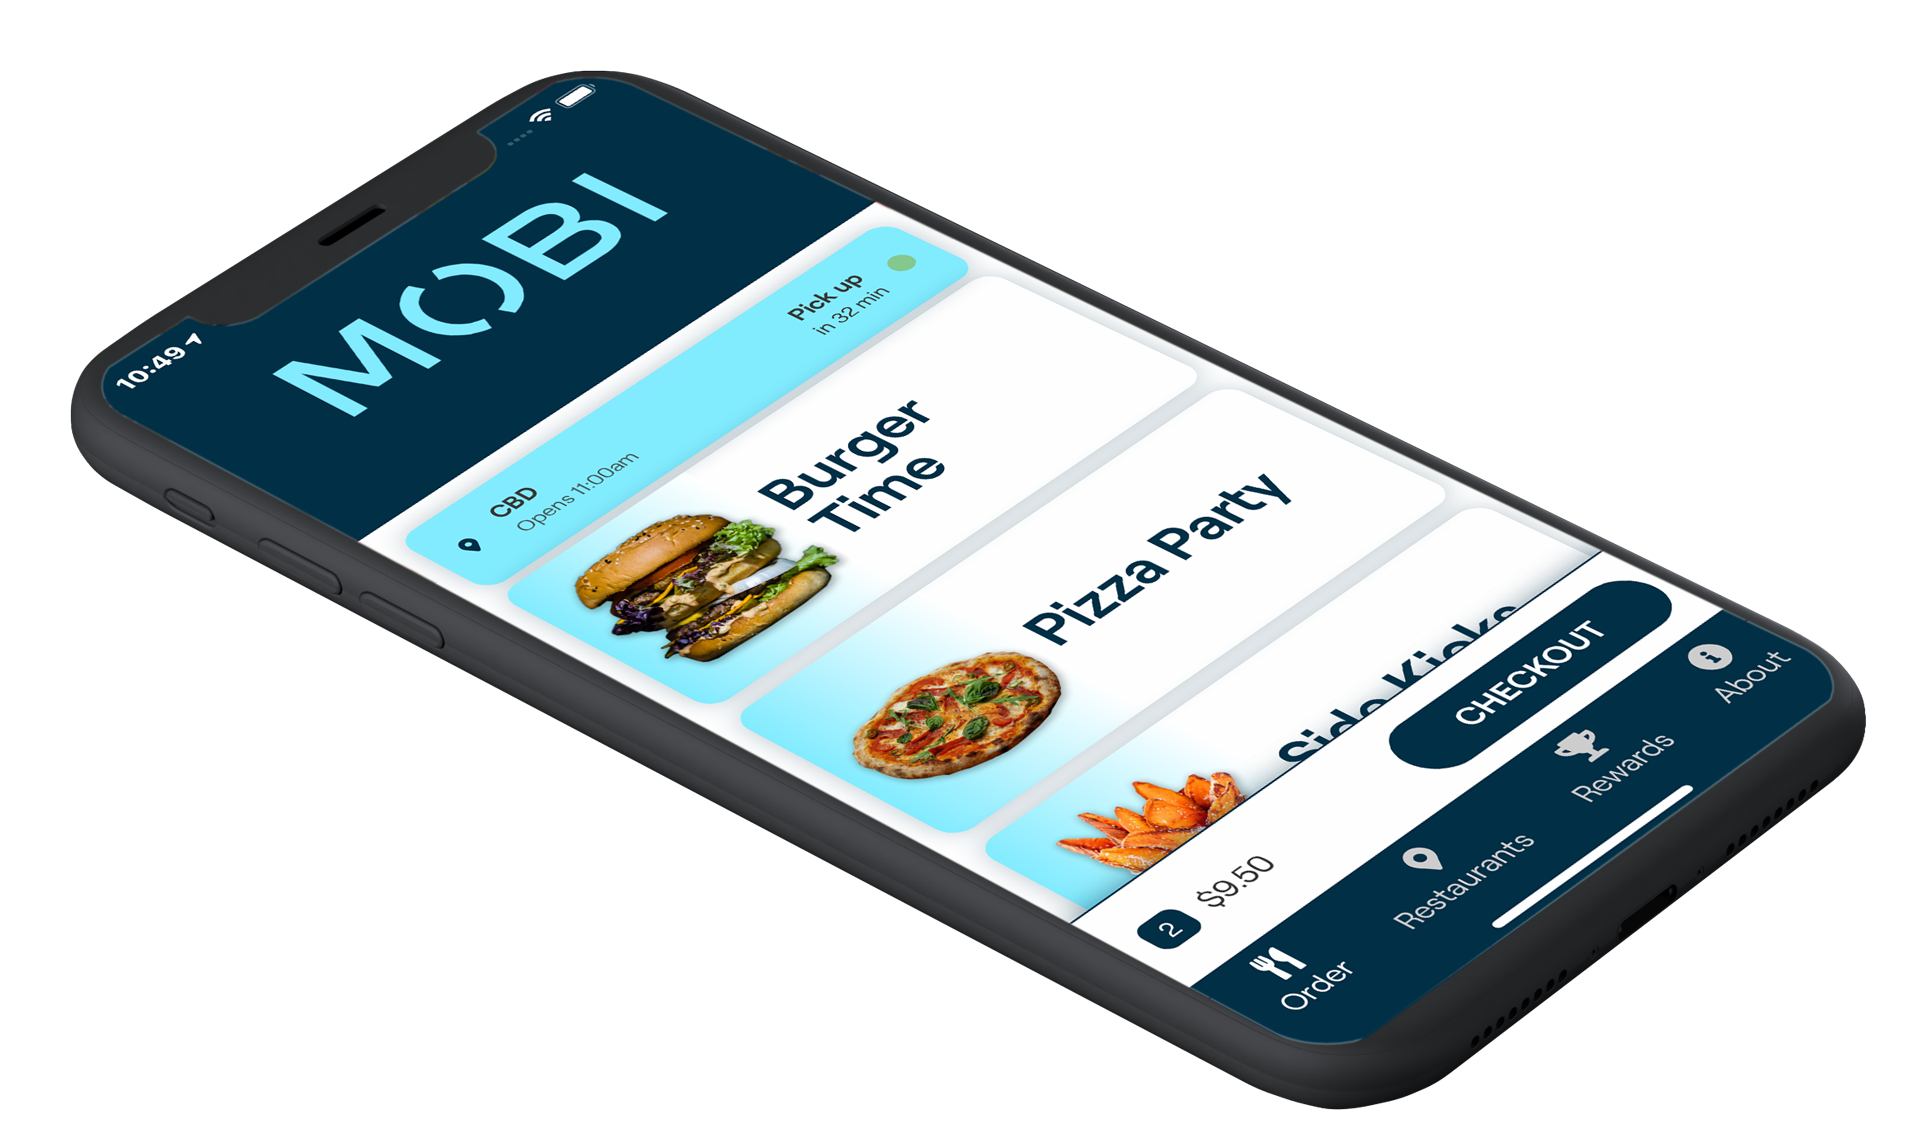 10:49
MOBI
CBD
Opens 11:00am
Pick up
in 32 min
Burger
Time
Pizza Party
Side Kicks
2
$9.50
CHECKOUT
Order
Restaurants
Rewards
About